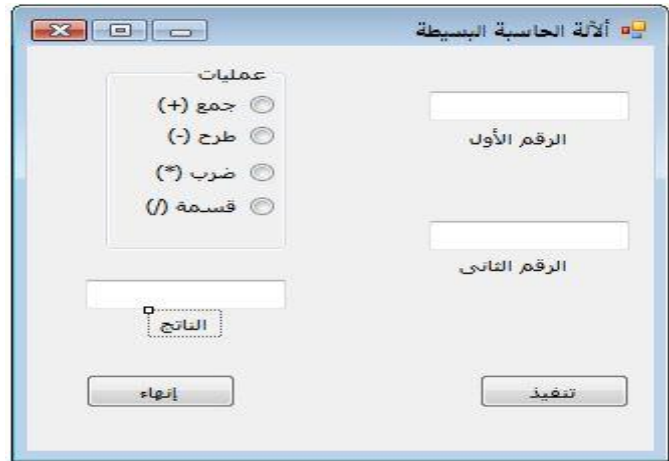 ألآلة الحاسبة البسيطة
الرقم الأول
الرقم الثانى
عمليات
جمع (+)
طرح (-)
ضرب (*)
قسمة (/)
الناتج
تنفيذ
إنهاء